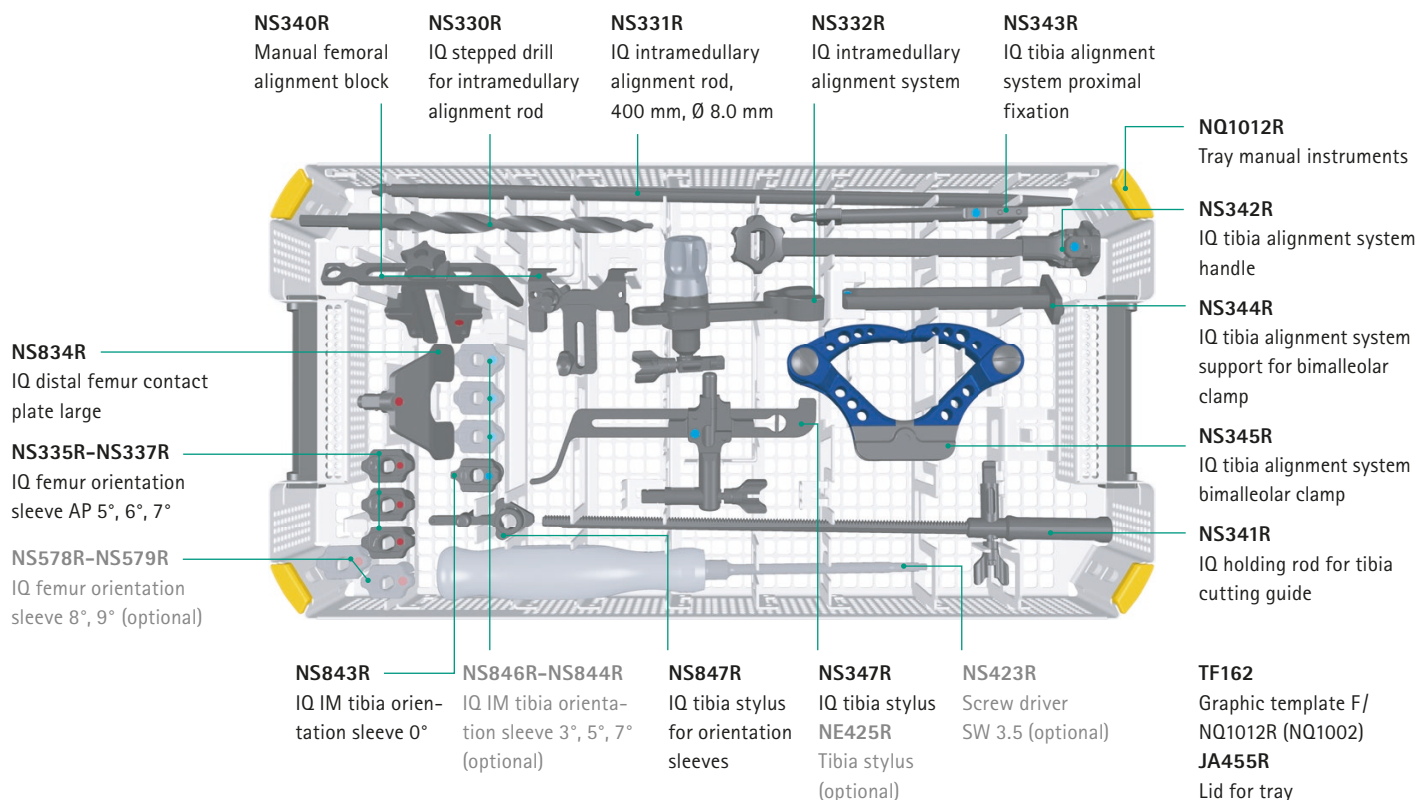 NS340R
Manual femoral
alignment block
NS330R
IQ stepped drill
for intramedullary
alignment rod
NS331R
IQ intramedullary
alignment rod,
400 mm, Ø 8.0 mm
NS332R
IQ intramedullary
alignment system
NS343R
IQ tibia alignment
system proximal
fixation
NQ1012R
Tray manual instruments
NS342R
IQ tibia alignment system
handle
NS344R
IQ tibia alignment system
support for bimalleolar
clamp
NS345R
IQ tibia alignment system
bimalleolar clamp
NS341R
IQ holding rod for tibia
cutting guide
NS834R
IQ distal femur contact
plate large
NS335R–NS337R
IQ femur orientation
sleeve AP 5°, 6°, 7°
NS578R–NS579R
IQ femur orientation
sleeve 8°, 9° (optional)
NS843R
IQ IM tibia orien-
tation sleeve 0°
NS846R–NS844R
IQ IM tibia orienta-
tion sleeve 3°, 5°, 7°
(optional)
NS847R
IQ tibia stylus
for orientation
sleeves
NS347R
IQ tibia stylus
NE425R
Tibia stylus
(optional)
NS423R
Screw driver
SW 3.5 (optional)
TF162
Graphic template F/
NQ1012R (NQ1002)
JA455R
Lid for tray